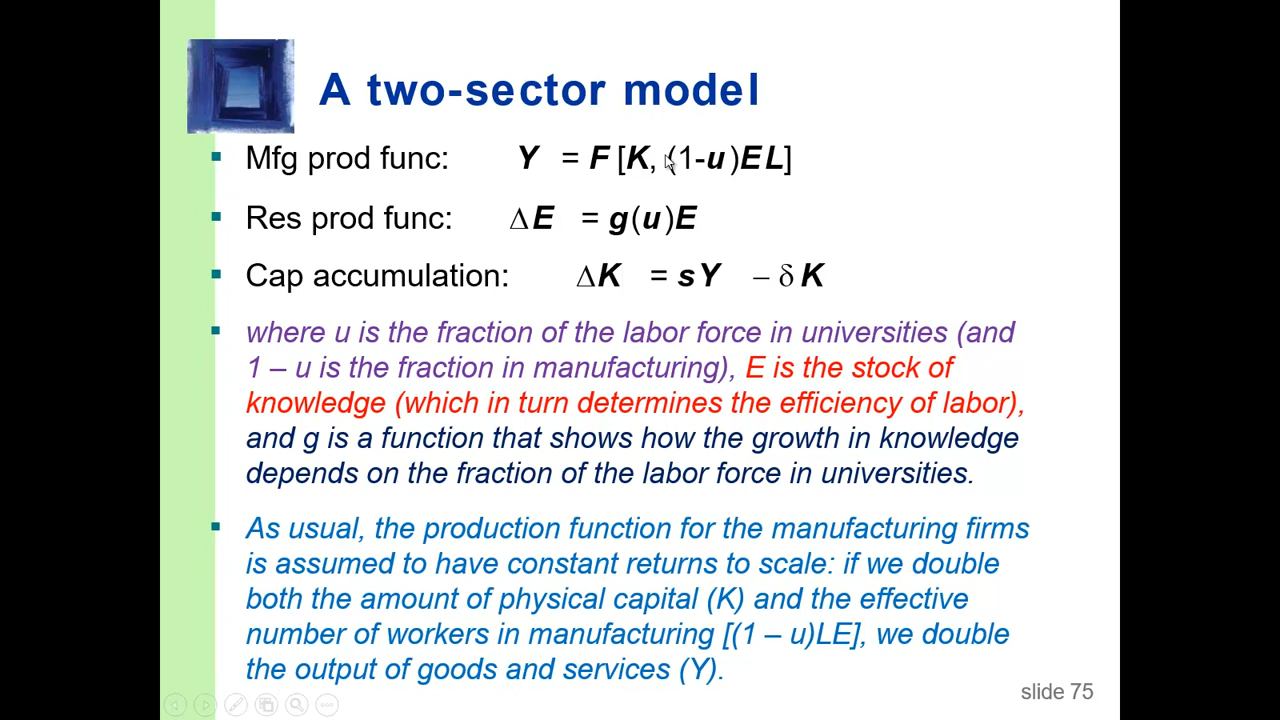 A two-sector model
▪ Mfg prod func: Y = F [K, (1-u)E L]
▪ Res prod func: ΔE = g(u)E
▪ Cap accumulation: ΔK = s Y – δ K
▪ where u is the fraction of the labor force in universities (and
1 – u is the fraction in manufacturing), E is the stock of
knowledge (which in turn determines the efficiency of labor),
and g is a function that shows how the growth in knowledge
depends on the fraction of the labor force in universities.
▪ As usual, the production function for the manufacturing firms
is assumed to have constant returns to scale: if we double
both the amount of physical capital (K) and the effective
number of workers in manufacturing [(1 – u)LE], we double
the output of goods and services (Y).
slide 75